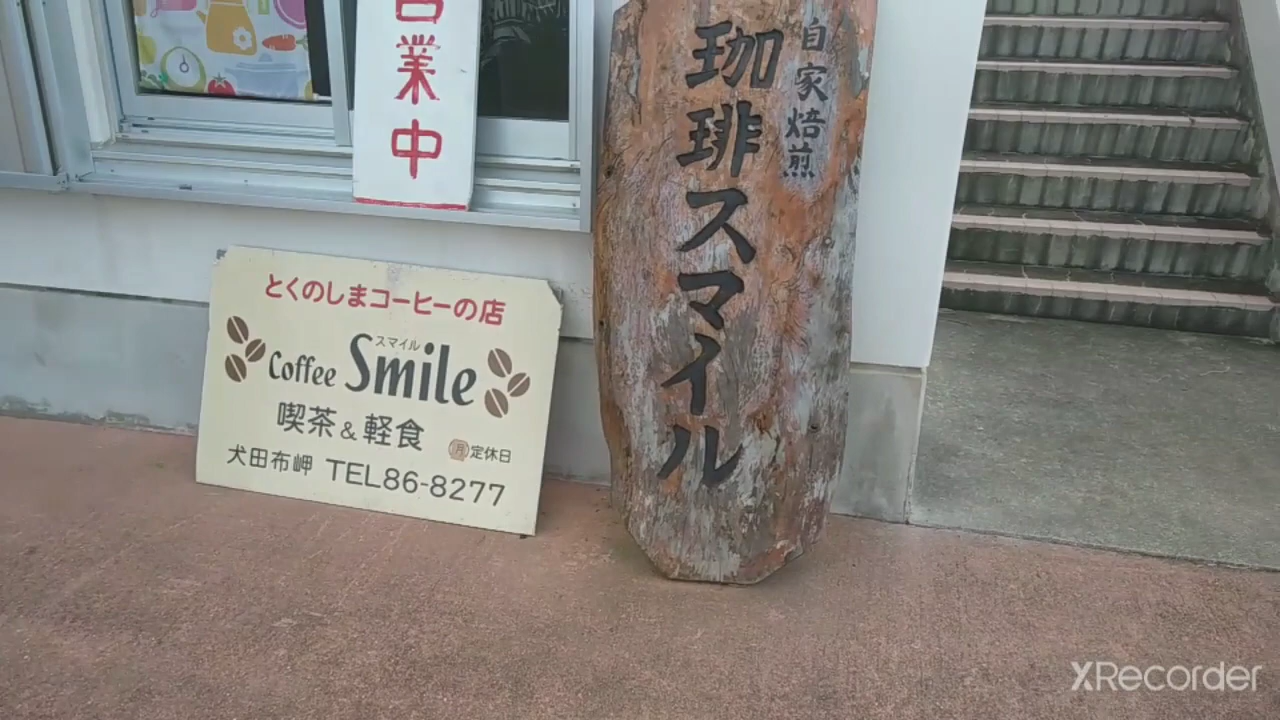 営業中
珈琲スマイル
自家焙煎
とくのしまコーヒーの店
スマイル
Coffee Smile
喫茶&軽食
月 定休日
犬田布岬 TEL86-8277
XRecorder